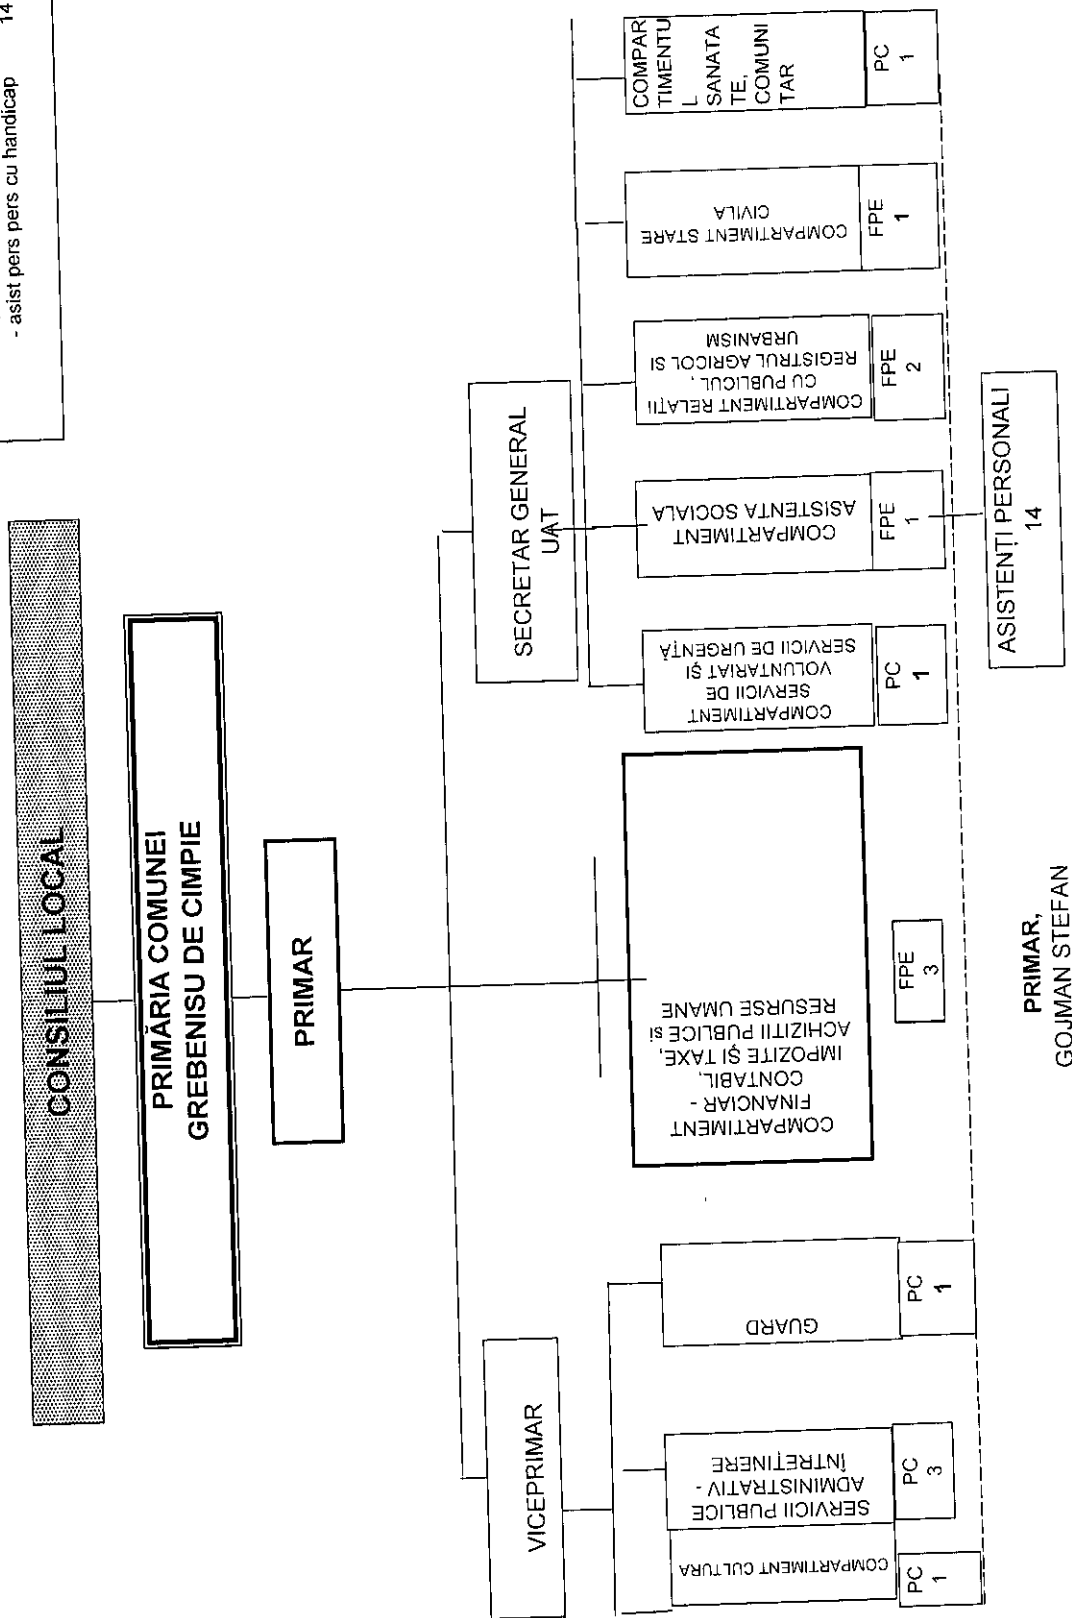 - asist pers cu handicap 14
CONSILIUL LOCAL
PRIMĂRIA COMUNEI
GREBENISU DE CIMPIE
PRIMAR
VICEPRIMAR
SECRETAR GENERAL
UAT
COMPARTIMENT CULTURA
PC
1
SERVICII PUBLICE
ADMINISTRATIV -
ÎNTREȚINERE
PC
3
GUARD
PC
1
COMPARTIMENT
FINANCIAR -
CONTABIL,
IMPOZITE ȘI TAXE,
ACHIZITII PUBLICE si
RESURSE UMANE
FPE
3
COMPARTIMENT
SERVICII DE
VOLUNTARIAT ȘI
SERVICII DE URGENȚĂ
PC
1
COMPARTIMENT
ASISTENTA SOCIALA
FPE
1
COMPARTIMENT RELAȚII
CU PUBLICUL ,
REGISTRUL AGRICOL SI
URBANISM
FPE
2
COMPARTIMENT STARE
CIVILA
FPE
1
COMPAR
TIMENTU
L
SANATA
TE,
COMUNI
TAR
PC
1
ASISTENȚI PERSONALI
14
PRIMAR,
GOJMAN STEFAN